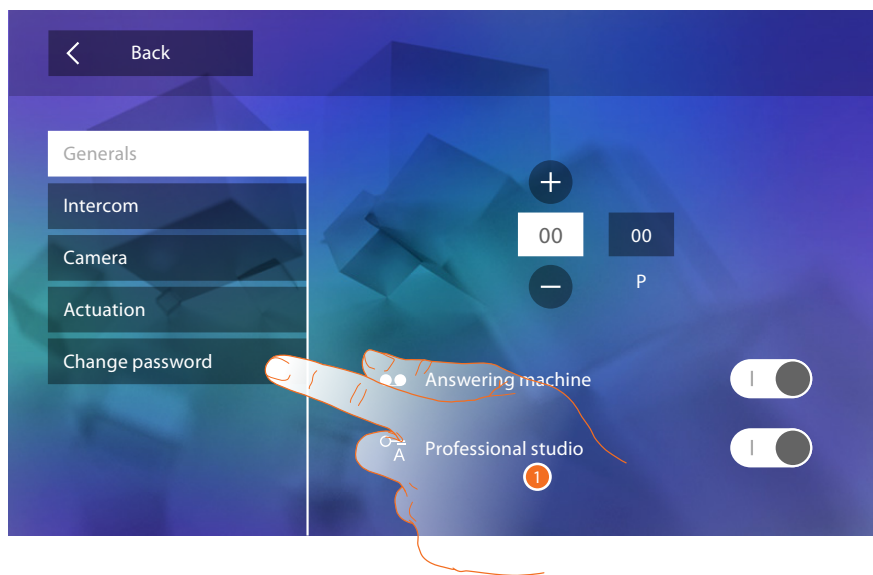 Back
Generals
Intercom
Camera
Actuation
Change password
+
00 00
−
P
Answering machine
I
A
Professional studio
I
1